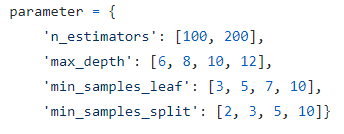 parameter = {
    'n_estimators': [100, 200],
    'max_depth': [6, 8, 10, 12],
    'min_samples_leaf': [3, 5, 7, 10],
    'min_samples_split': [2, 3, 5, 10]}